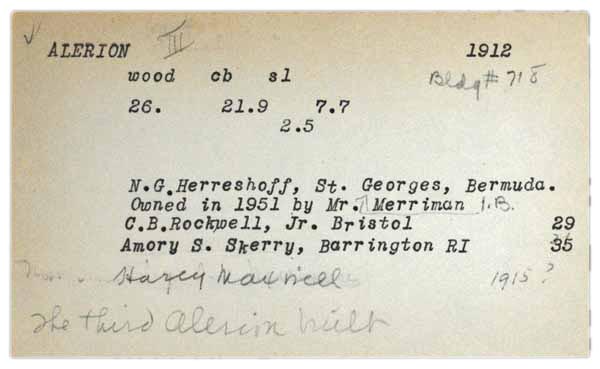 ✓ ALERION III 1912
wood cb sl Bldg # 718
26. 21.9 7.7
2.5
N.G.Herreshoff, St. Georges, Bermuda.
Owned in 1951 by Mr. Merriman I.B.
C.B.Rockwell, Jr. Bristol 29
Amory S. Skerry, Barrington RI 35
Harry Maxwell 1915 ?
The third Alerion built